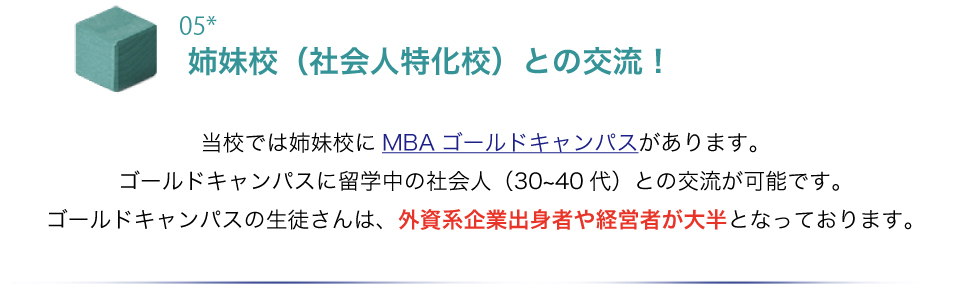 05*
姉妹校（社会人特化校）との交流！
当校では姉妹校に MBA ゴールドキャンパスがあります。
ゴールドキャンパスに留学中の社会人（30~40 代）との交流が可能です。
ゴールドキャンパスの生徒さんは、外資系企業出身者や経営者が大半となっております。